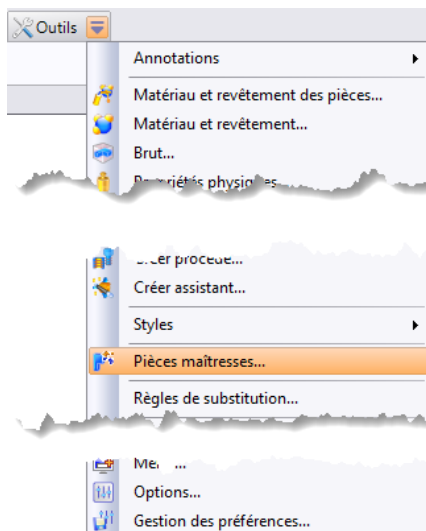 Outils
Annotations
Matériau et revêtement des pièces...
Matériau et revêtement...
Brut...
Créer assistant...
Styles
Pièces maîtresses...
Règles de substitution...
Options...
Gestion des préférences...